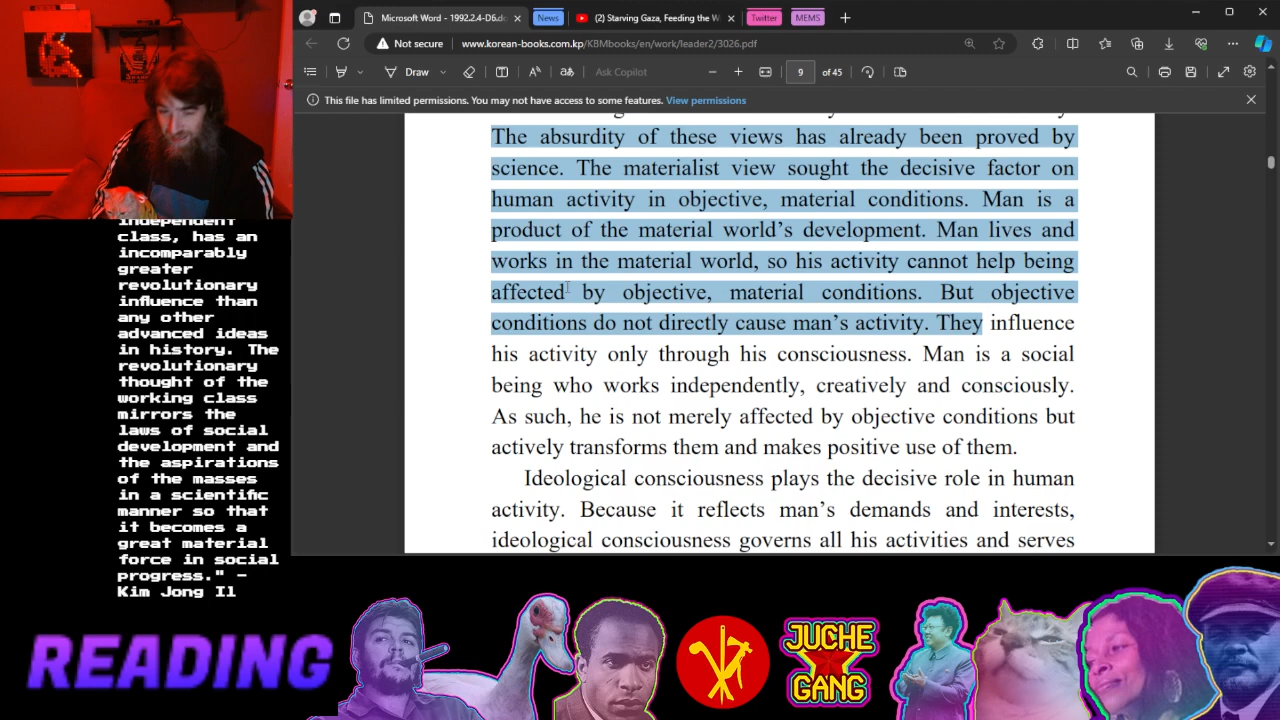 Microsoft Word - 1992.2.4-D6.d
News
(2) Starving Gaza, Feeding the W
Twitter
MEMS
Not secure
www.korean-books.com.kp/KBMbooks/en/work/leader2/3026.pdf
Draw
Ask Copilot
9
of 45
This file has limited permissions. You may not have access to some features. View permissions
The absurdity of these views has already been proved by
science. The materialist view sought the decisive factor on
human activity in objective, material conditions. Man is a
product of the material world's development. Man lives and
works in the material world, so his activity cannot help being
affected by objective, material conditions. But objective
conditions do not directly cause man's activity. They influence
his activity only through his consciousness. Man is a social
being who works independently, creatively and consciously.
As such, he is not merely affected by objective conditions but
actively transforms them and makes positive use of them.
Ideological consciousness plays the decisive role in human
activity. Because it reflects man's demands and interests,
ideological consciousness governs all his activities and serves
independent
class, has an
incomparably
greater
revolutionary
influence than
any other
advanced ideas
in history. The
revolutionary
thought of the
working class
mirrors the
laws of social
development and
the aspirations
of the masses
in a scientific
manner so that
it becomes a
great material
force in social
progress." -
Kim Jong Il
READING
JUCHE
GANG